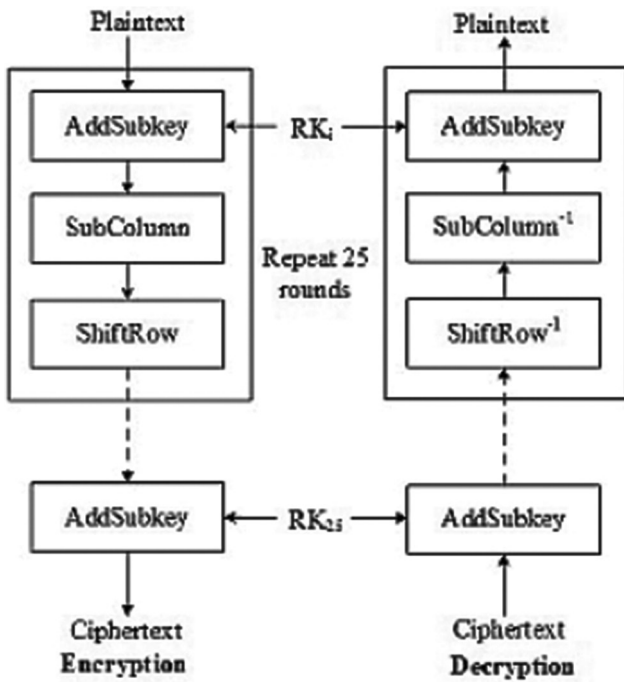 Plaintext
Plaintext
AddSubkey
RKᵢ
AddSubkey
SubColumn
SubColumn⁻¹
Repeat 25
rounds
ShiftRow
ShiftRow⁻¹
AddSubkey
RK₂₅
AddSubkey
Ciphertext
Ciphertext
Encryption
Decryption